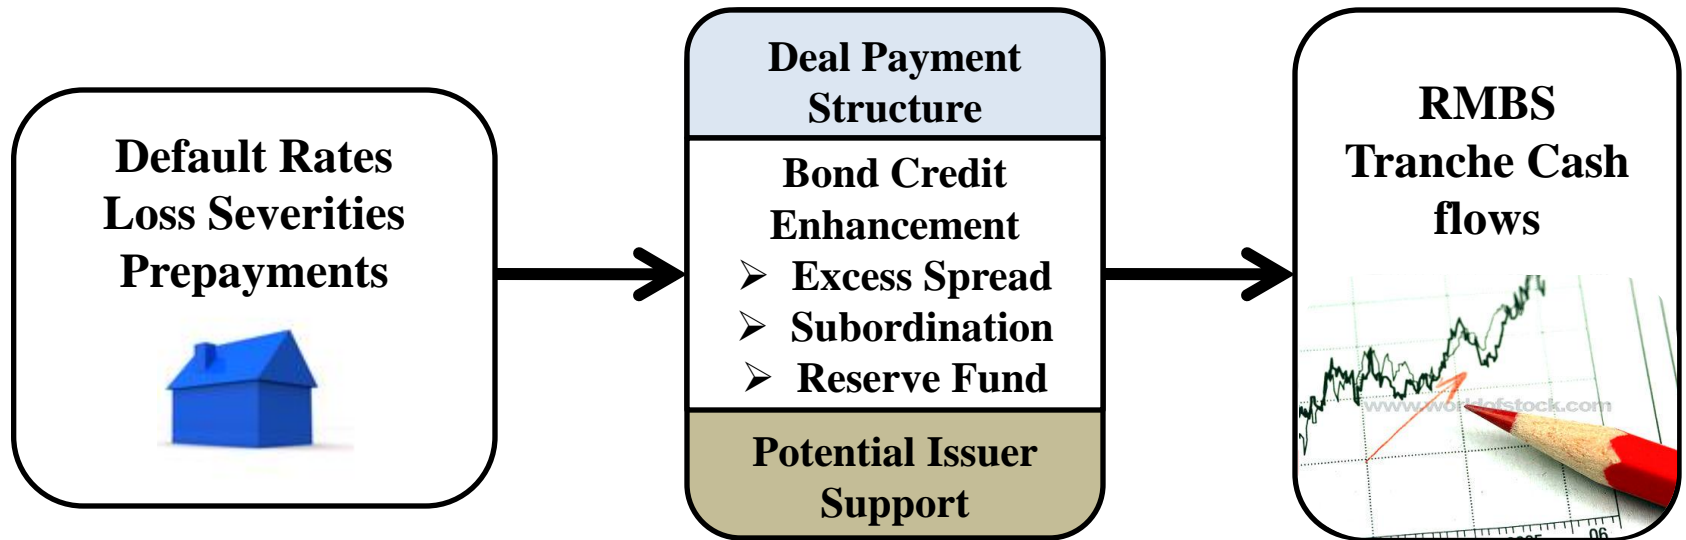 Default Rates
Loss Severities
Prepayments
Deal Payment
Structure
Bond Credit
Enhancement
➢ Excess Spread
➢ Subordination
➢ Reserve Fund
Potential Issuer
Support
RMBS
Tranche Cash
flows
www.worldofstock.com
06